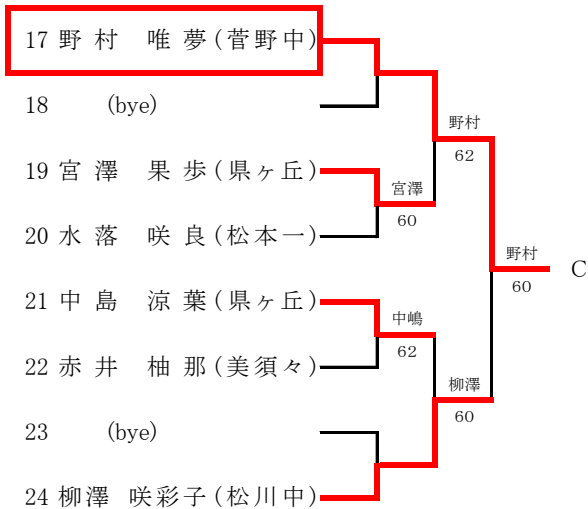 17 野村 唯夢(菅野中)
18 (bye)
野村
62
19 宮澤 果歩(県ヶ丘)
宮澤
60
20 水落 咲良(松本一)
野村
60
C
21 中島 涼葉(県ヶ丘)
中嶋
62
22 赤井 柚那(美須々)
柳澤
60
23 (bye)
24 柳澤 咲彩子(松川中)